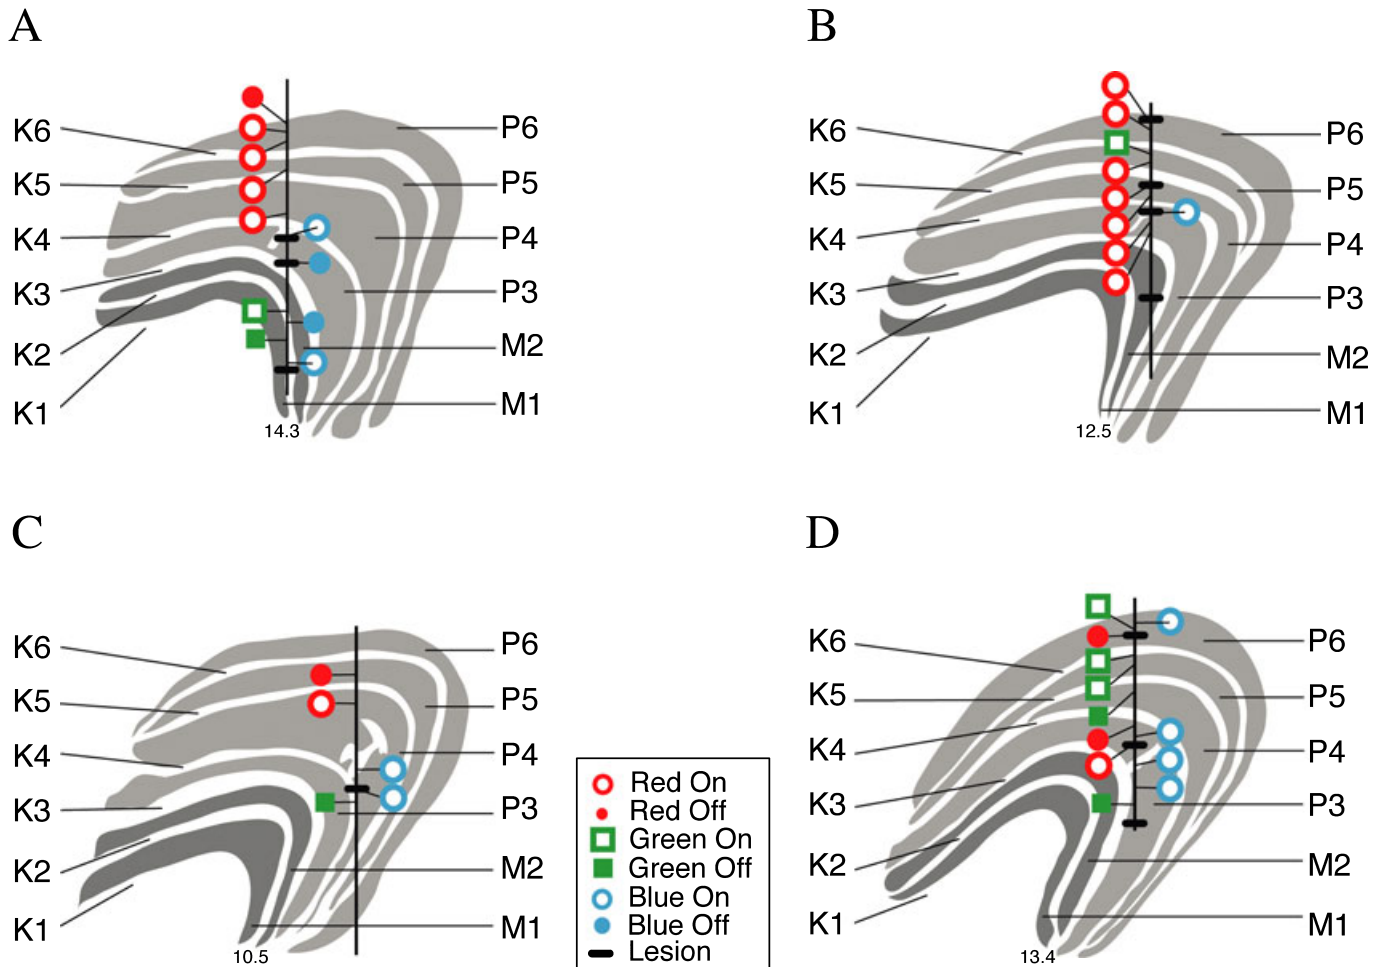 A
K6
K5
K4
K3
K2
K1
P6
P5
P4
P3
M2
M1
14.3
B
K6
K5
K4
K3
K2
K1
P6
P5
P4
P3
M2
M1
12.5
C
K6
K5
K4
K3
K2
K1
P6
P5
P4
P3
M2
M1
10.5
Red On
Red Off
Green On
Green Off
Blue On
Blue Off
Lesion
D
K6
K5
K4
K3
K2
K1
P6
P5
P4
P3
M2
M1
13.4